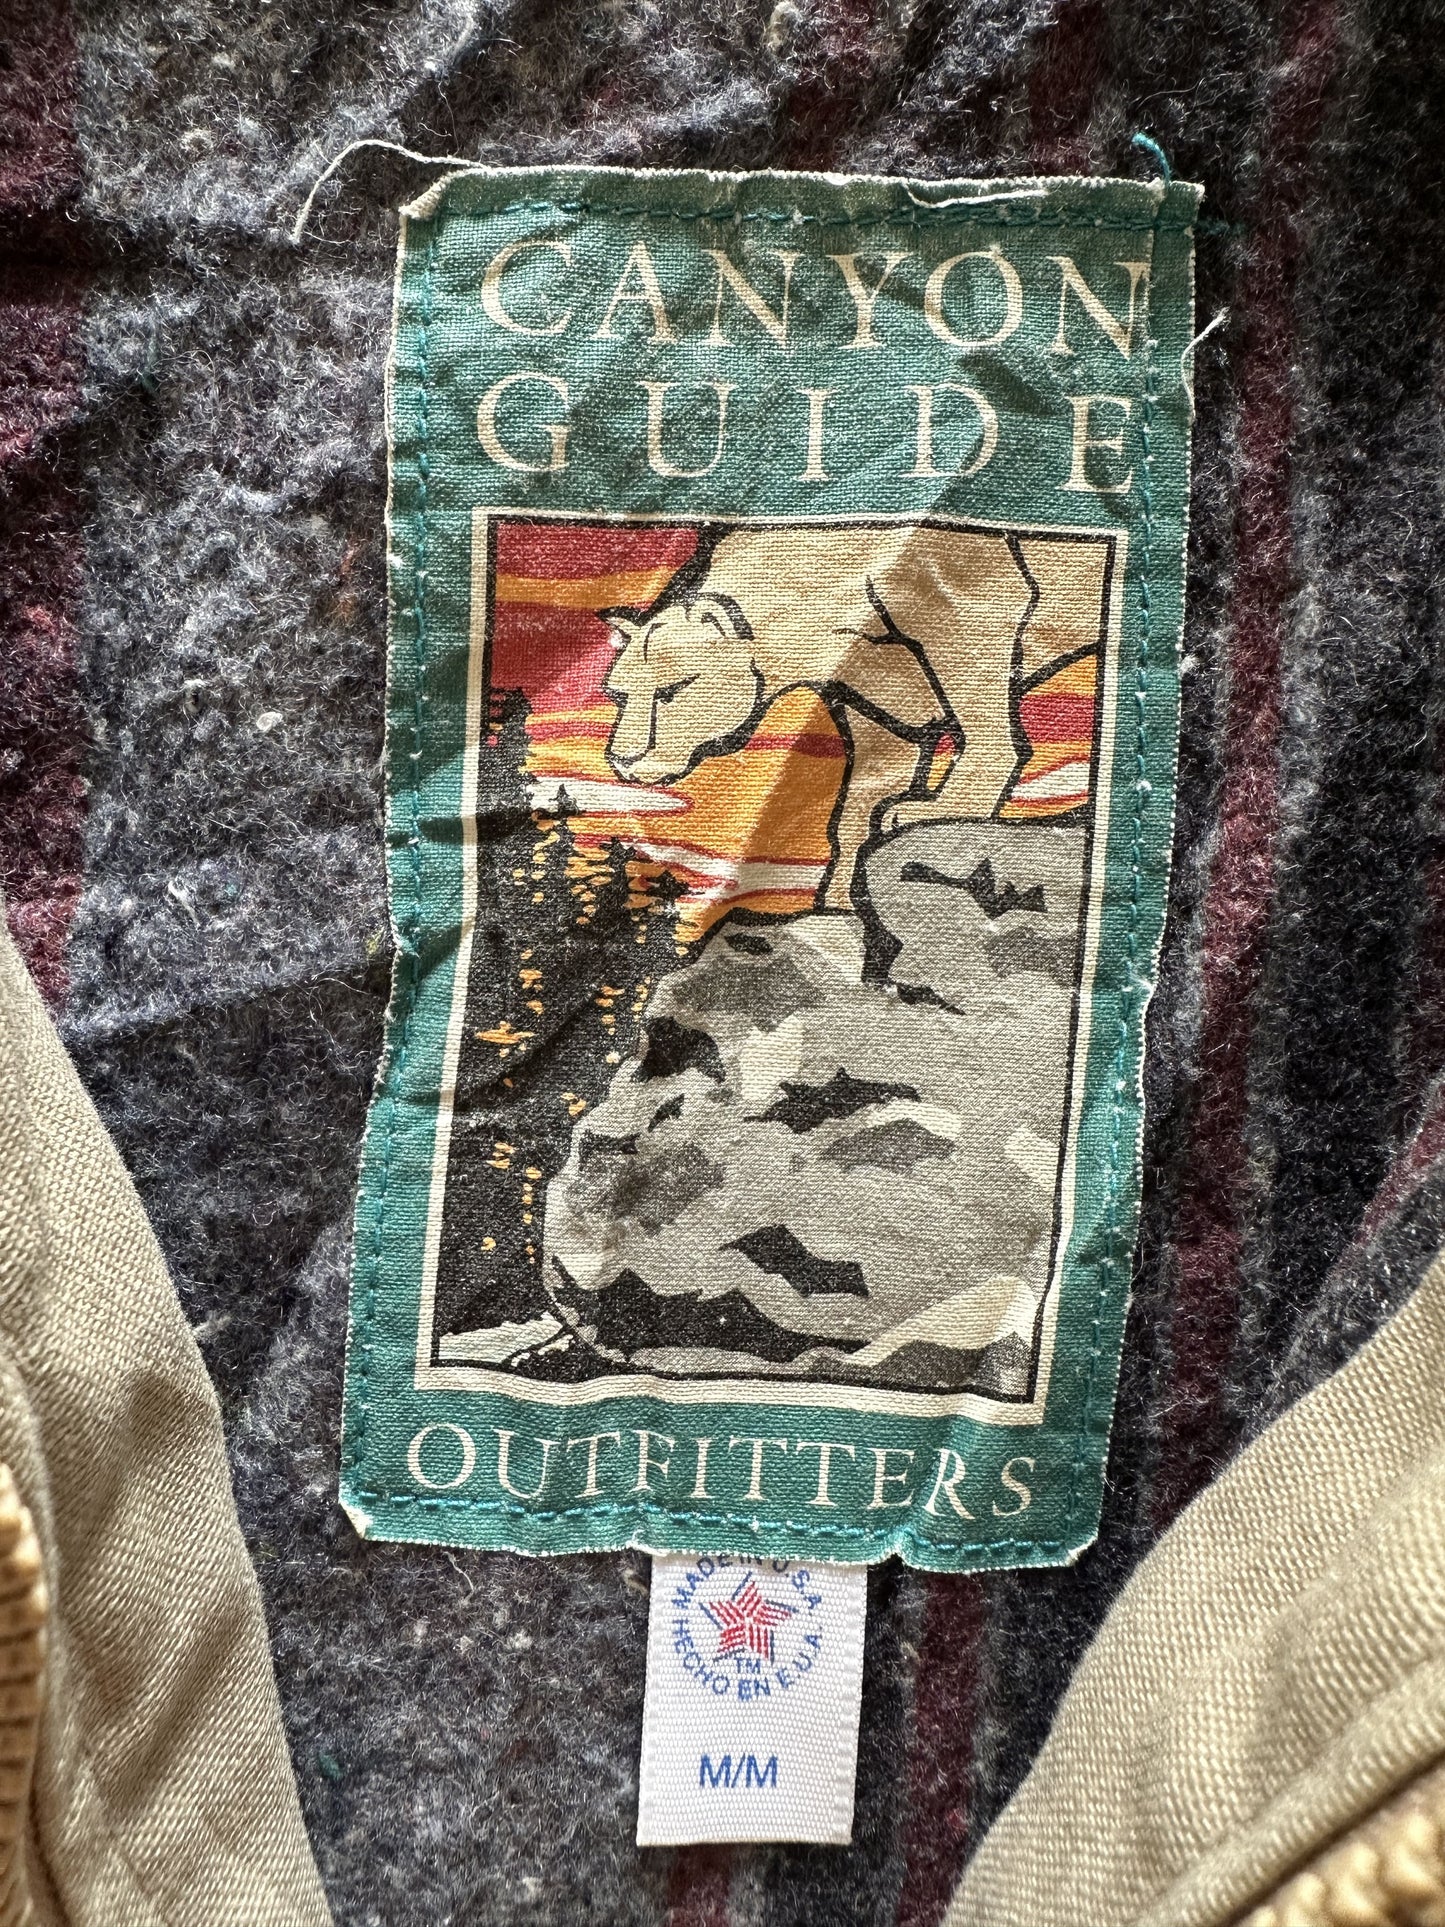 CANYON
GUIDE
OUTFITTERS
MADE IN U.S.A.
TM
HECHO EN E.U.A.
M/M